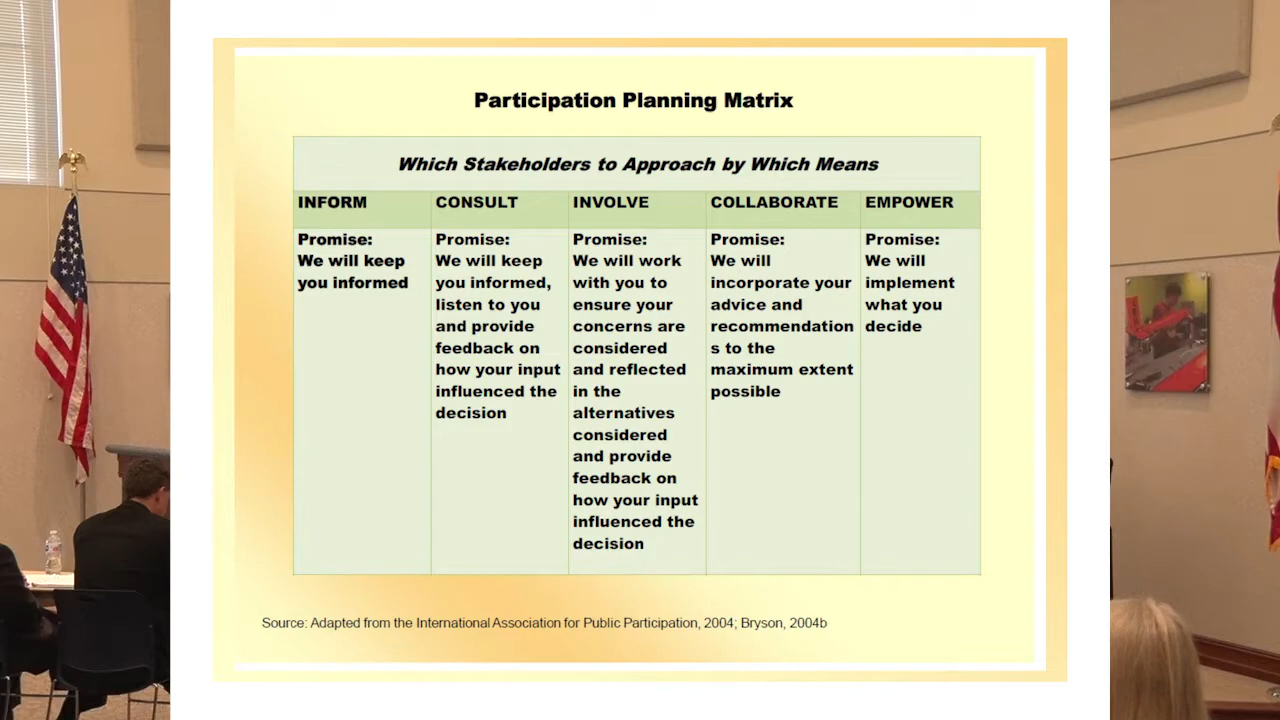 Participation Planning Matrix
Which Stakeholders to Approach by Which Means
INFORM
CONSULT
INVOLVE
COLLABORATE
EMPOWER
Promise:
We will keep
you informed
Promise:
We will keep
you informed,
listen to you
and provide
feedback on
how your input
influenced the
decision
Promise:
We will work
with you to
ensure your
concerns are
considered
and reflected
in the
alternatives
considered
and provide
feedback on
how your input
influenced the
decision
Promise:
We will
incorporate your
advice and
recommendation
s to the
maximum extent
possible
Promise:
We will
implement
what you
decide
Source: Adapted from the International Association for Public Participation, 2004; Bryson, 2004b